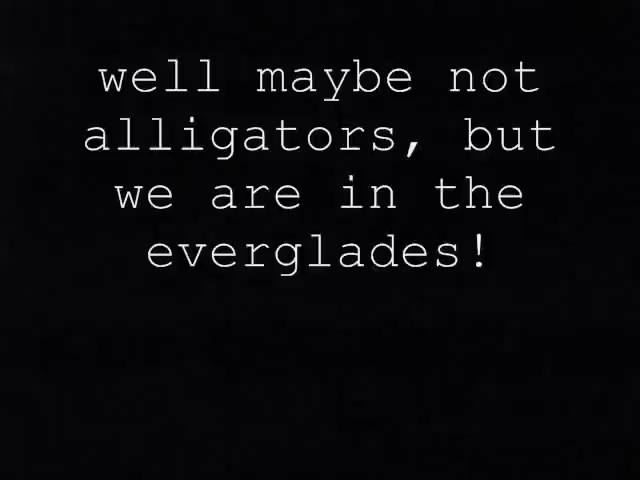 well maybe not
alligators, but
we are in the
everglades!